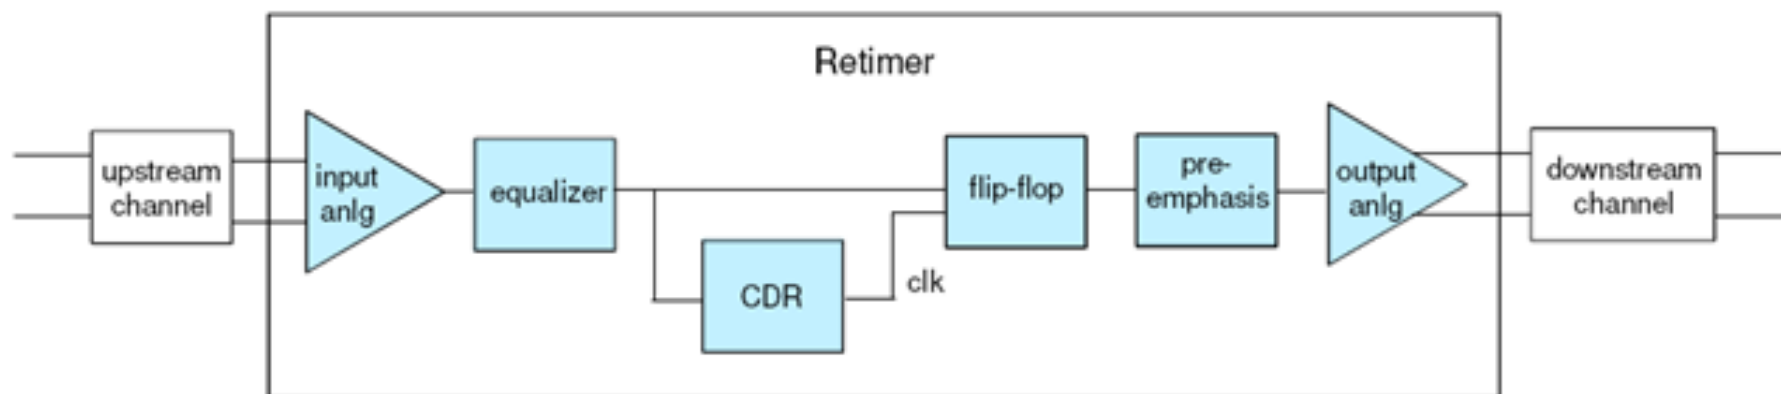 Retimer
upstream
channel
input
anlg
equalizer
CDR
clk
flip-flop
pre-
emphasis
output
anlg
downstream
channel